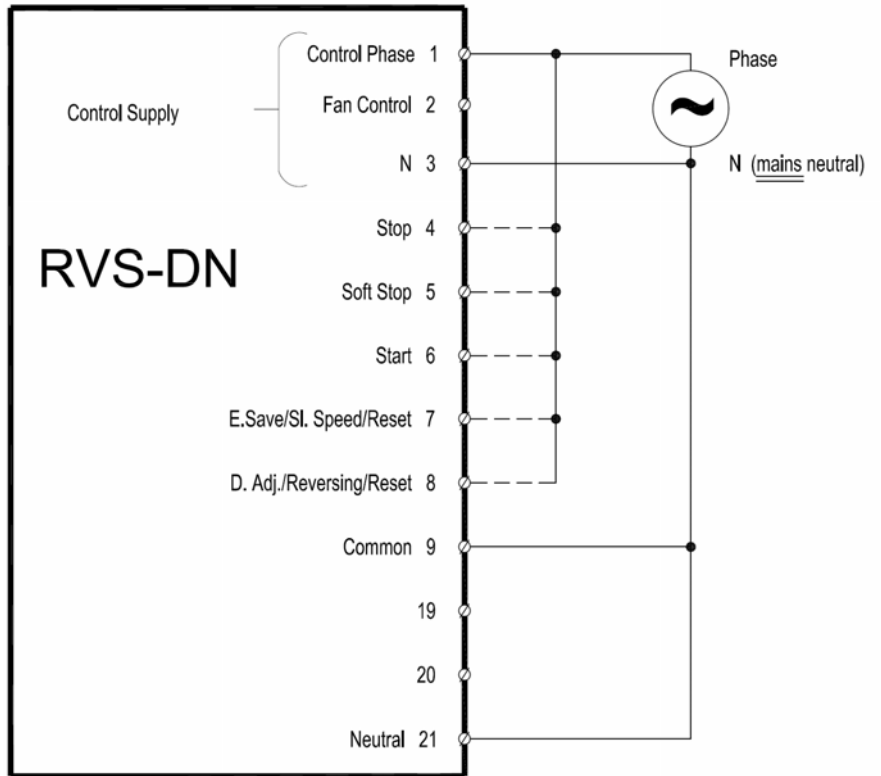 Control Phase 1
Phase
Fan Control 2
Control Supply
N 3
N (mains neutral)
Stop 4
RVS-DN
Soft Stop 5
Start 6
E.Save/Sl. Speed/Reset 7
D. Adj./Reversing/Reset 8
Common 9
19
20
Neutral 21